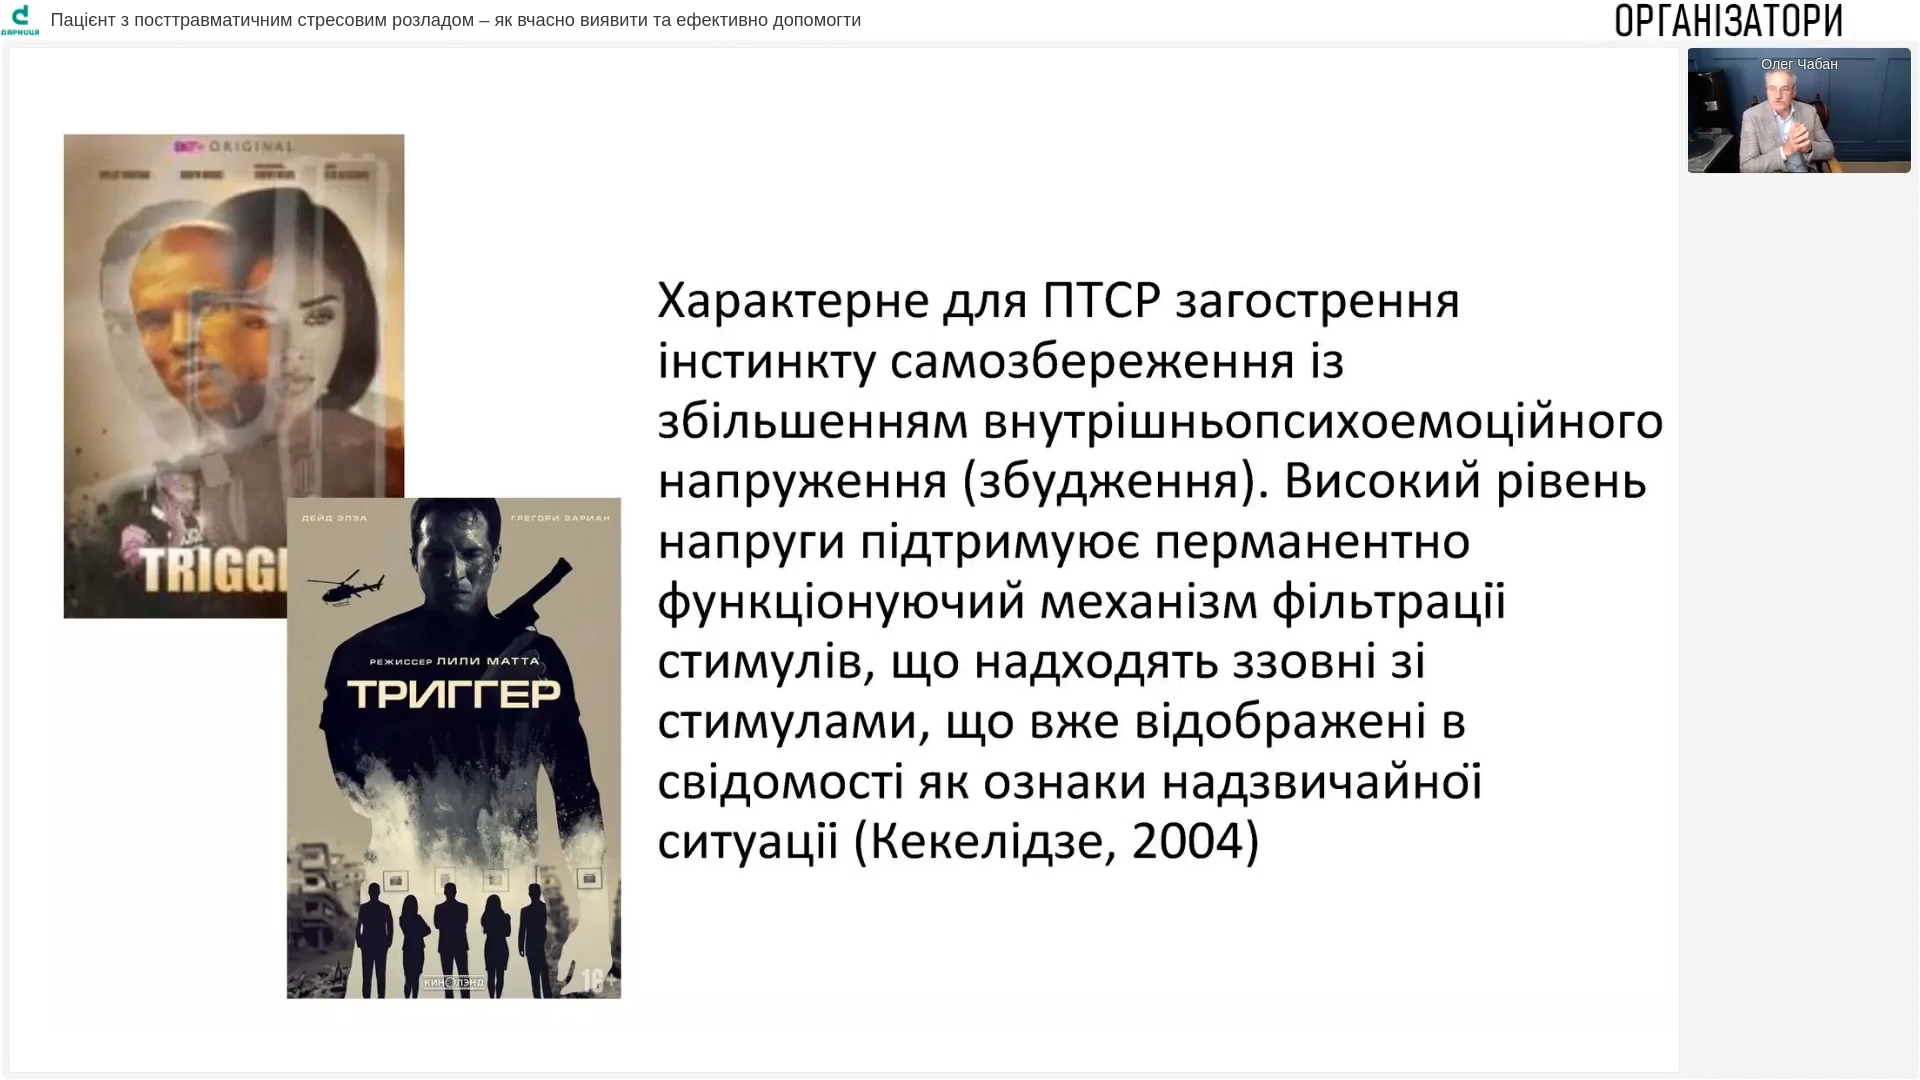 ДАРНИЦЯ
Пацієнт з посттравматичним стресовим розладом – як вчасно виявити та ефективно допомогти
ОРГАНІЗАТОРИ
Олег Чабан
ORIGINAL
TRIGG
ДЕЙД ЭЛЗА
ГРЕГОРИ ЗАРИАН
РЕЖИССЕР ЛИЛИ МАТТА
ТРИГГЕР
КИНОЛЭНД
16+
Характерне для ПТСР загострення
інстинкту самозбереження із
збільшенням внутрішньопсихоемоційного
напруження (збудження). Високий рівень
напруги підтримуює перманентно
функціонуючий механізм фільтрації
стимулів, що надходять ззовні зі
стимулами, що вже відображені в
свідомості як ознаки надзвичайної
ситуації (Кекелідзе, 2004)